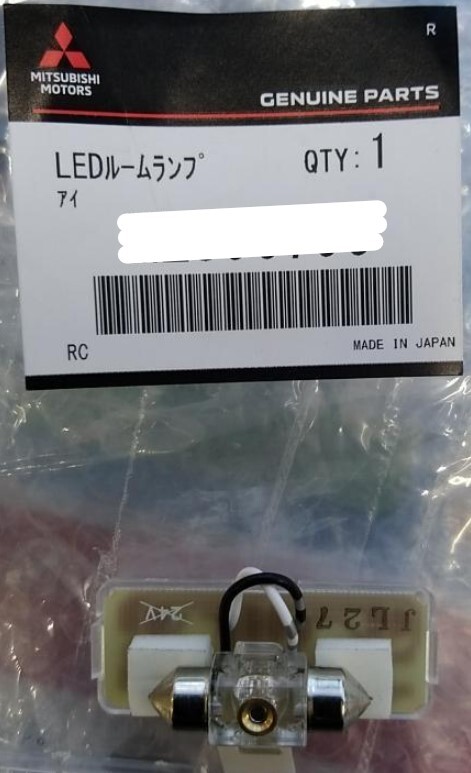 R
MITSUBISHI
MOTORS
GENUINE PARTS
LEDルームランプ QTY: 1
アイ
RC MADE IN JAPAN
24V JL27